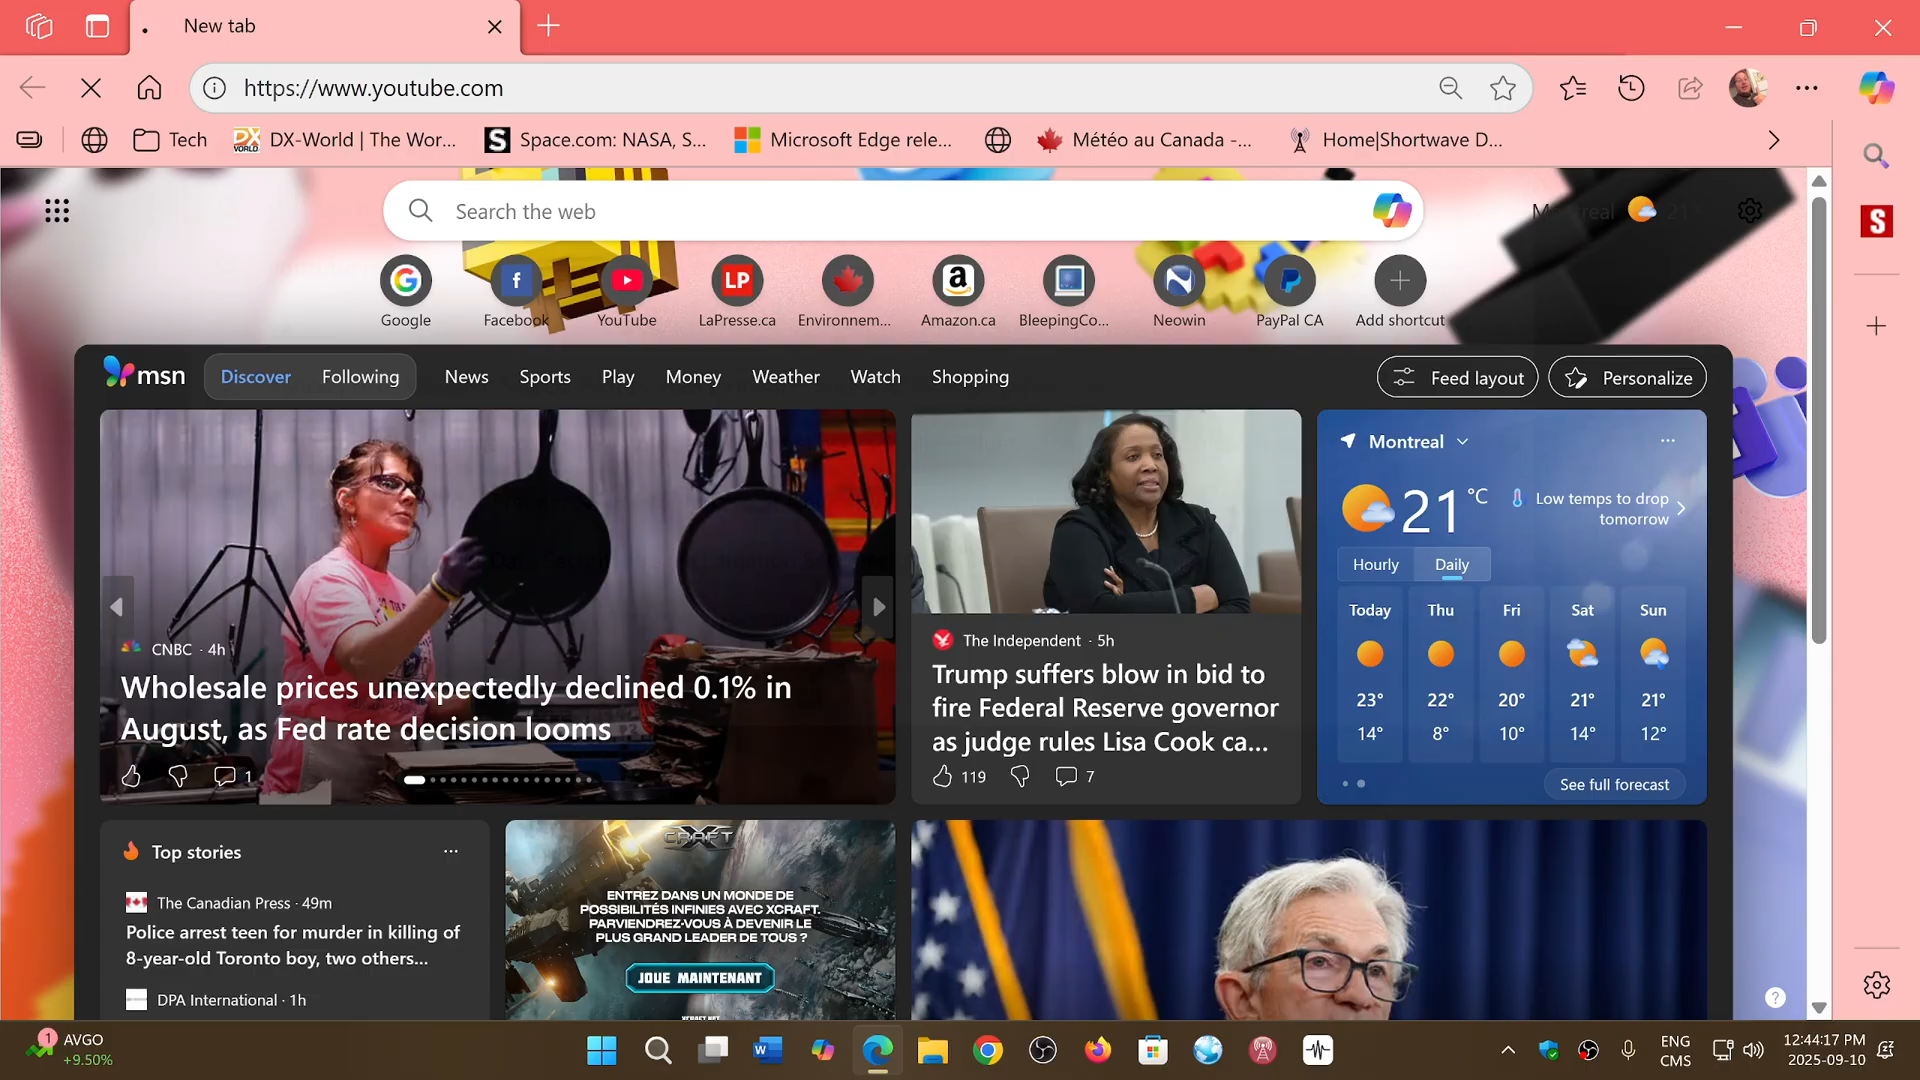 New tab
https://www.youtube.com
Tech
DX WORLD
DX-World | The Wor...
S
Space.com: NASA, S...
Microsoft Edge rele...
Météo au Canada -...
Home|Shortwave D...
Search the web
21
Google
Facebook
YouTube
LP
LaPresse.ca
Environnem...
Amazon.ca
BleepingCo...
Neowin
PayPal CA
Add shortcut
msn
Discover
Following
News
Sports
Play
Money
Weather
Watch
Shopping
Feed layout
Personalize
CNBC · 4h
Wholesale prices unexpectedly declined 0.1% in
August, as Fed rate decision looms
1
The Independent · 5h
Trump suffers blow in bid to
fire Federal Reserve governor
as judge rules Lisa Cook ca...
119
7
Montreal
21 °C
Low temps to drop
tomorrow
Hourly
Daily
Today Thu Fri Sat Sun
23° 22° 20° 21° 21°
14° 8° 10° 14° 12°
See full forecast
Top stories
The Canadian Press · 49m
Police arrest teen for murder in killing of
8-year-old Toronto boy, two others...
DPA International · 1h
XCRAFT
ENTREZ DANS UN MONDE DE
POSSIBILITÉS INFINIES AVEC XCRAFT.
PARVIENDREZ-VOUS À DEVENIR LE
PLUS GRAND LEADER DE TOUS ?
JOUE MAINTENANT
XCRAFT.NET
1
AVGO
+9.50%
ENG
CMS
12:44:17 PM
2025-09-10